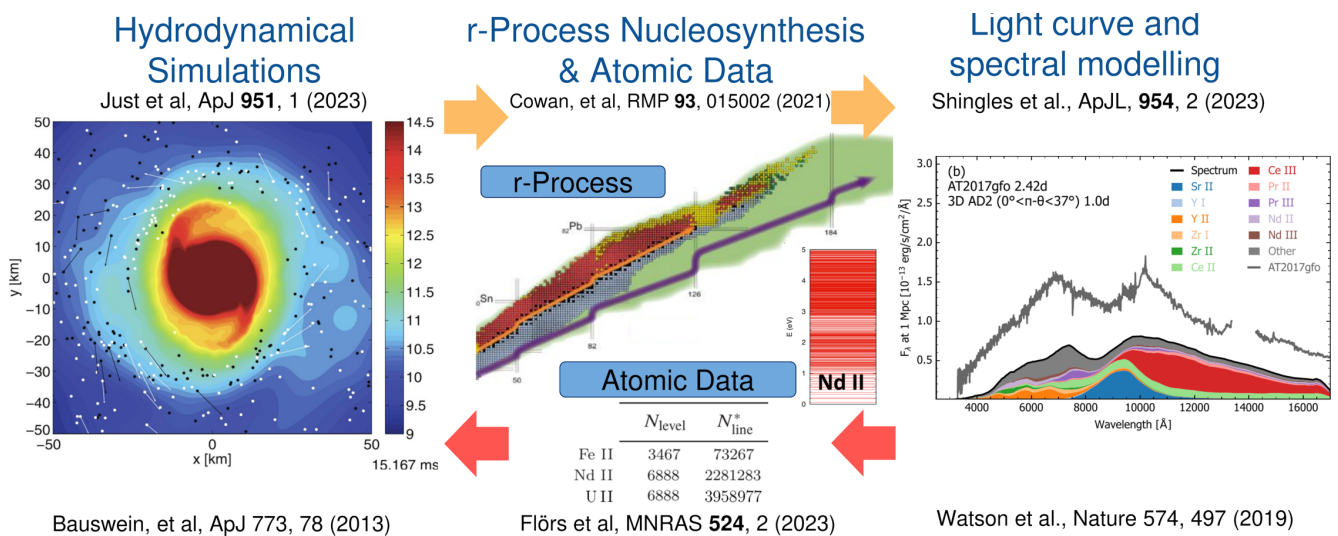 Hydrodynamical
Simulations
Just et al, ApJ 951, 1 (2023)
r-Process Nucleosynthesis
& Atomic Data
Cowan, et al, RMP 93, 015002 (2021)
Light curve and
spectral modelling
Shingles et al., ApJL, 954, 2 (2023)
50
40
30
20
10
0
−10
−20
−30
−40
−50
y [km]
−50
0
50
x [km]
14.5
14
13.5
13
12.5
12
11.5
11
10.5
10
9.5
9
15.167 ms
Bauswein, et al, ApJ 773, 78 (2013)
r-Process
82Pb
184
126
Sn
82
50
5
4
3
2
1
0
E (eV)
Nd II
Atomic Data
Nlevel N*line
Fe II 3467 73267
Nd II 6888 2281283
U II 6888 3958977
Flörs et al, MNRAS 524, 2 (2023)
(b)
AT2017gfo 2.42d
3D AD2 (0°<π-θ<37°) 1.0d
Spectrum
Sr II
Y I
Y II
Zr I
Zr II
Ce II
Ce III
Pr II
Pr III
Nd II
Nd III
Other
AT2017gfo
3.0
2.5
2.0
1.5
1.0
0.5
Fλ at 1 Mpc [10⁻¹³ erg/s/cm²/Å]
4000 6000 8000 10000 12000 14000 16000
Wavelength [Å]
Watson et al., Nature 574, 497 (2019)